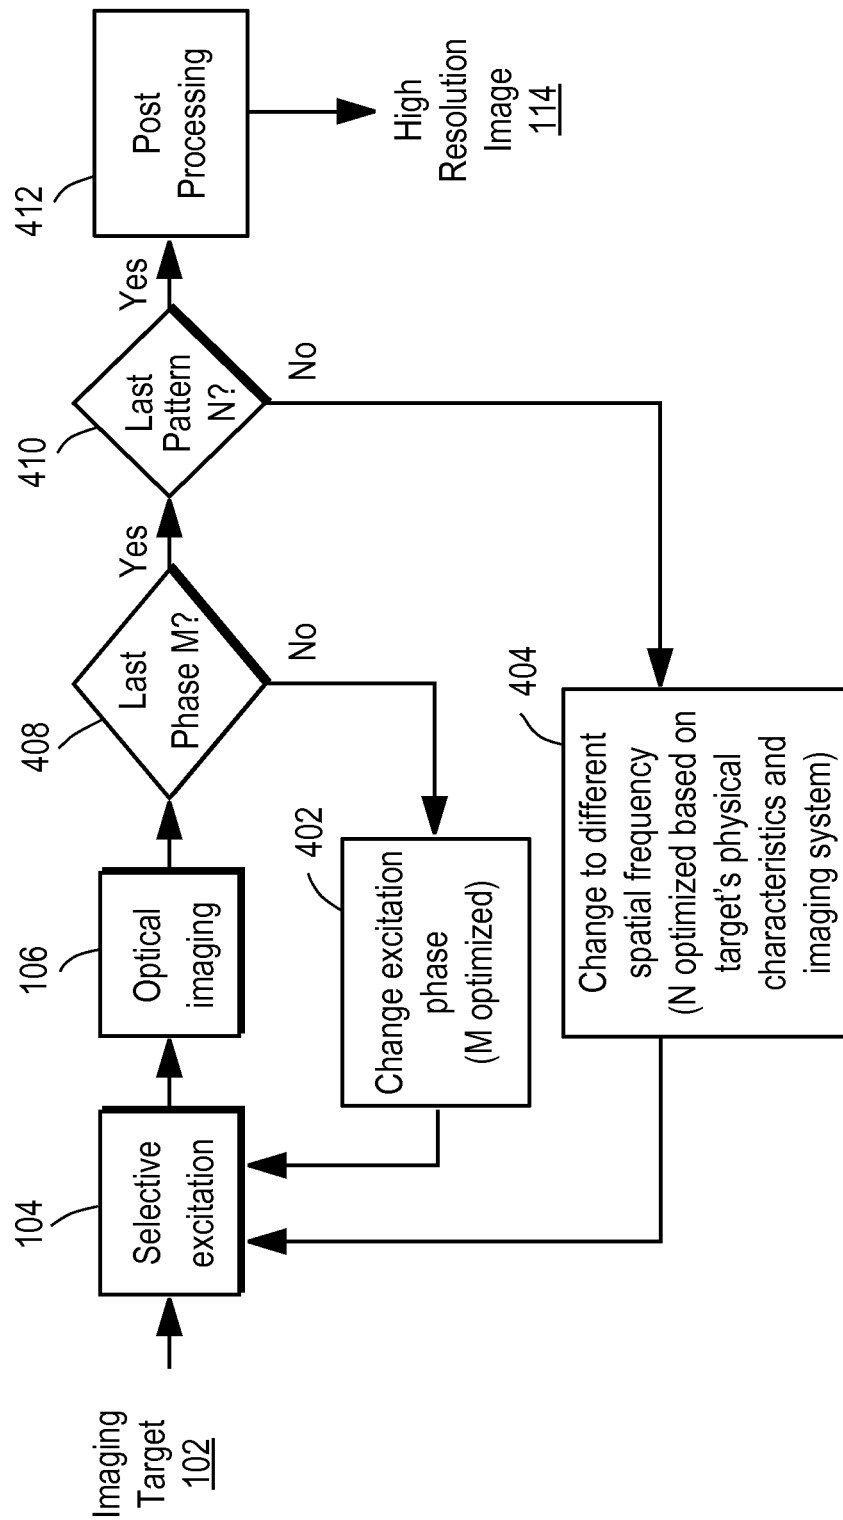 Imaging
Target
102
104
Selective
excitation
106
Optical
imaging
408
Last
Phase M?
Yes
No
410
Last
Pattern
N?
Yes
No
412
Post
Processing
High
Resolution
Image
114
402
Change excitation
phase
(M optimized)
404
Change to different
spatial frequency
(N optimized based on
target's physical
characteristics and
imaging system)